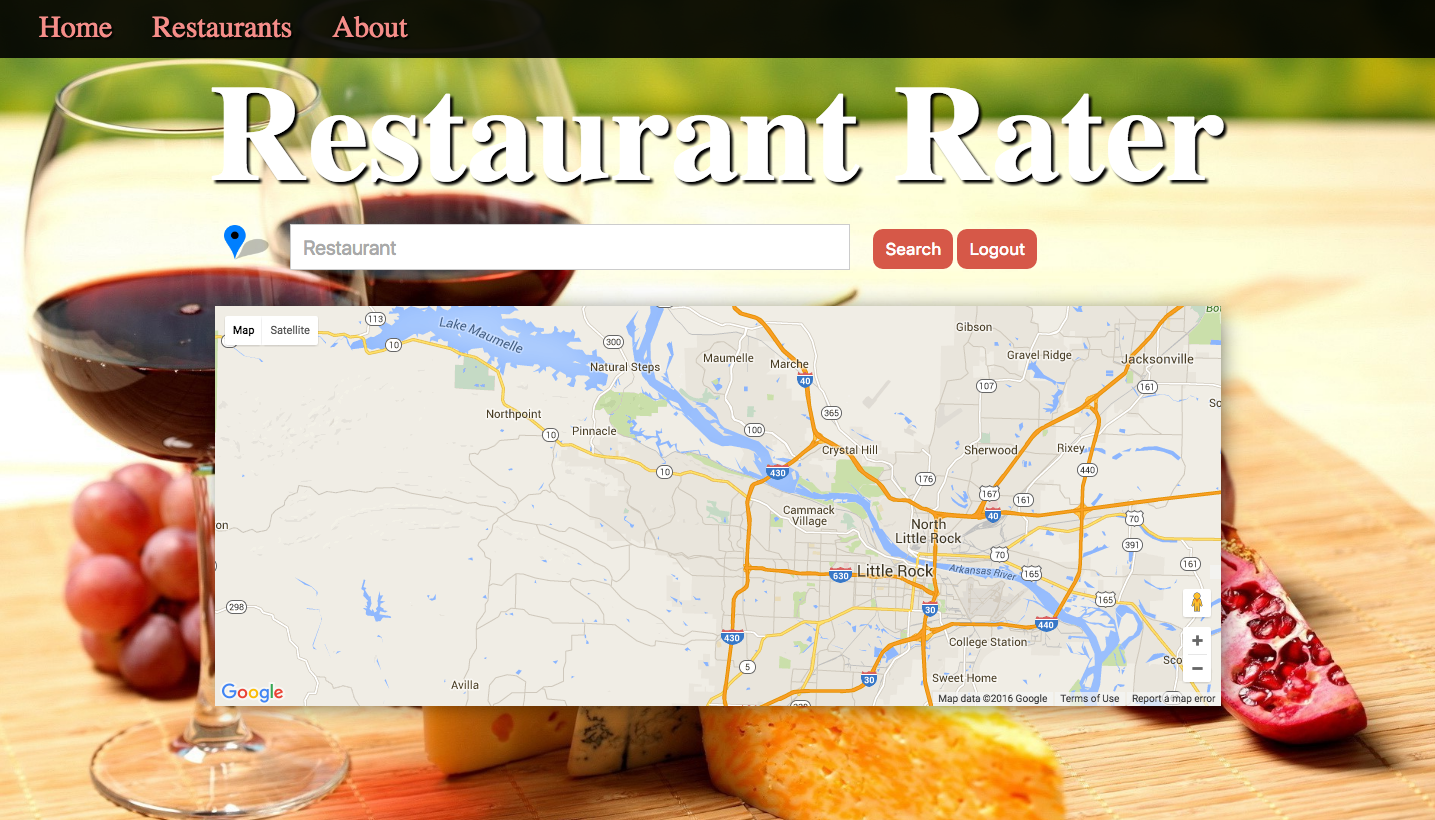 Home Restaurants About
Restaurant Rater
Restaurant
Search Logout
Map Satellite
113
Lake Maumelle
10
300
Natural Steps
Maumelle
Marche
40
Gibson
Gravel Ridge
Jacksonville
107
161
365
Northpoint
10
Pinnacle
100
Crystal Hill
Sherwood
Rixey
10
430
176
440
167
161
40
Cammack
Village
North
Little Rock
70
70
391
161
630
Little Rock
Arkansas River
165
165
298
30
440
430
College Station
5
30
Sweet Home
Avilla
Google
+
−
Map data ©2016 Google Terms of Use Report a map error